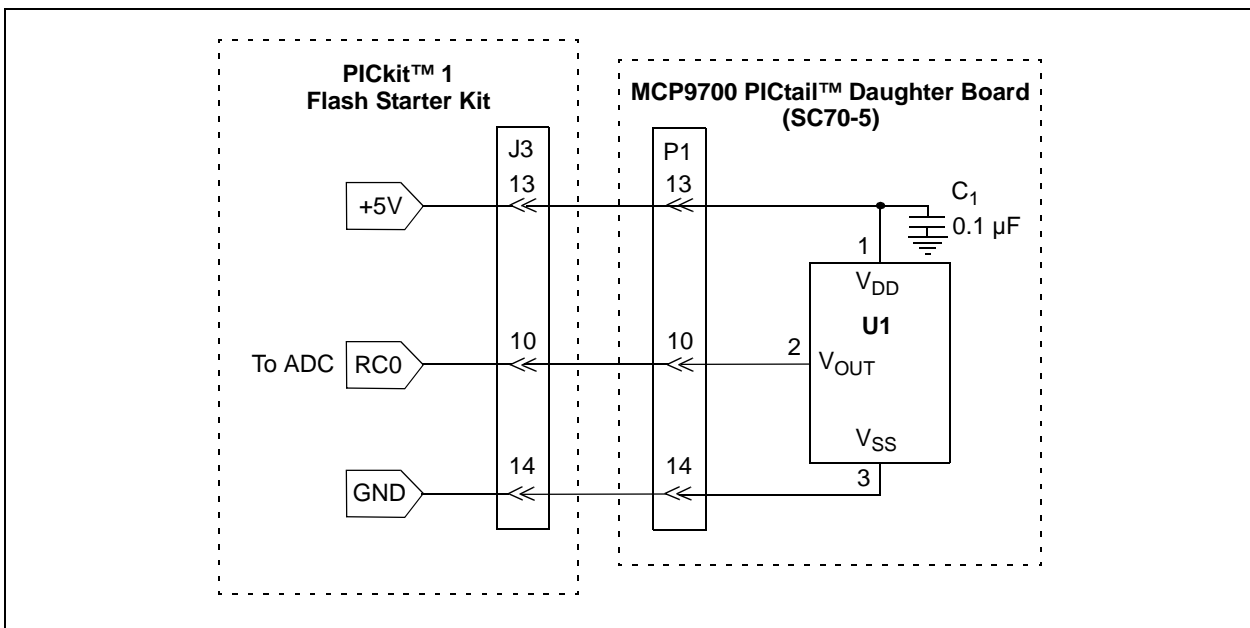 PICkit™ 1
Flash Starter Kit
MCP9700 PICtail™ Daughter Board
(SC70-5)
J3
P1
13
13
+5V
C1
0.1 µF
1
VDD
U1
10
10
2
To ADC
RC0
VOUT
VSS
14
14
3
GND